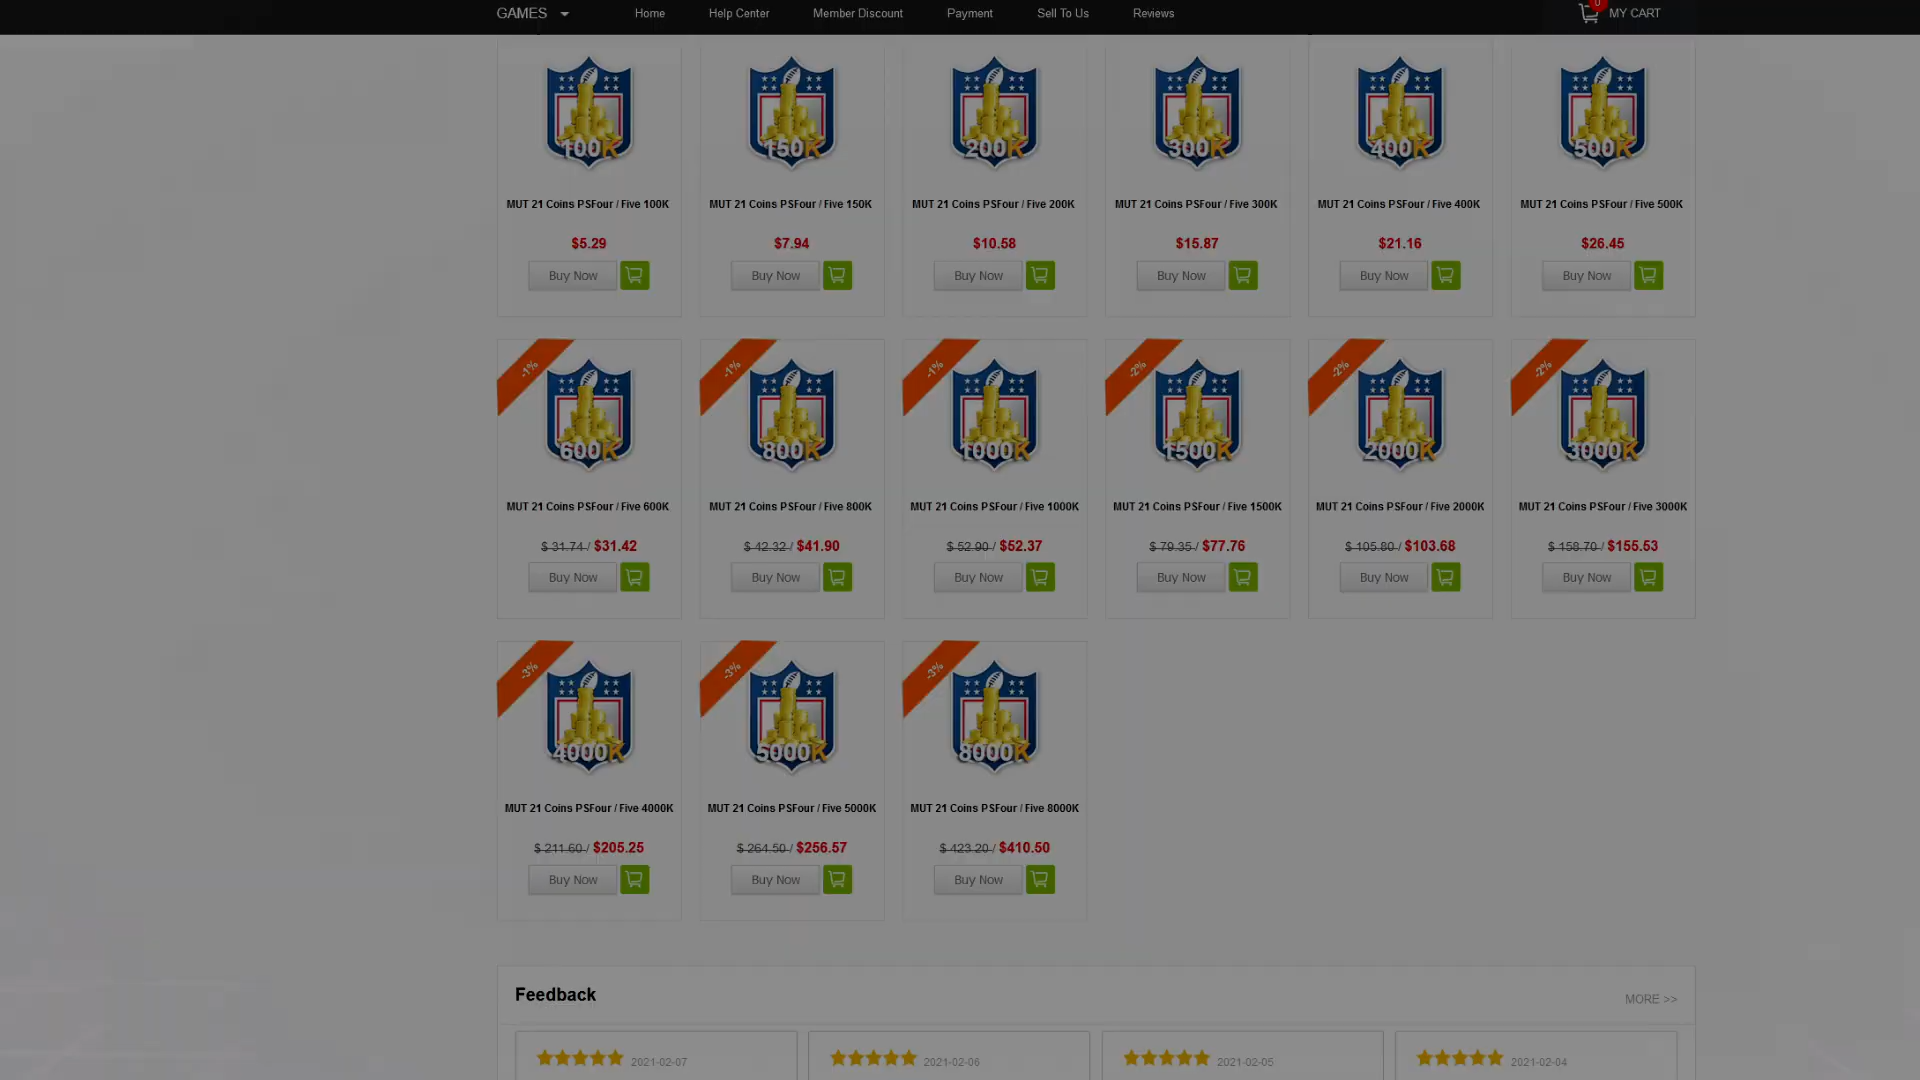 GAMES Home Help Center Member Discount Payment Sell To Us Reviews 0 MY CART
100K 150K 200K 300K 400K 500K
MUT 21 Coins PSFour / Five 100K MUT 21 Coins PSFour / Five 150K MUT 21 Coins PSFour / Five 200K MUT 21 Coins PSFour / Five 300K MUT 21 Coins PSFour / Five 400K MUT 21 Coins PSFour / Five 500K
$5.29 $7.94 $10.58 $15.87 $21.16 $26.45
Buy Now Buy Now Buy Now Buy Now Buy Now Buy Now
-1% -1% -1% -2% -2% -2%
600K 800K 1000K 1500K 2000K 3000K
MUT 21 Coins PSFour / Five 600K MUT 21 Coins PSFour / Five 800K MUT 21 Coins PSFour / Five 1000K MUT 21 Coins PSFour / Five 1500K MUT 21 Coins PSFour / Five 2000K MUT 21 Coins PSFour / Five 3000K
$ 31.74 / $31.42 $ 42.32 / $41.90 $ 52.90 / $52.37 $ 79.35 / $77.76 $ 105.80 / $103.68 $ 158.70 / $155.53
Buy Now Buy Now Buy Now Buy Now Buy Now Buy Now
-3% -3% -3%
4000K 5000K 8000K
MUT 21 Coins PSFour / Five 4000K MUT 21 Coins PSFour / Five 5000K MUT 21 Coins PSFour / Five 8000K
$ 211.60 / $205.25 $ 264.50 / $256.57 $ 423.20 / $410.50
Buy Now Buy Now Buy Now
Feedback MORE >>
2021-02-07 2021-02-06 2021-02-05 2021-02-04